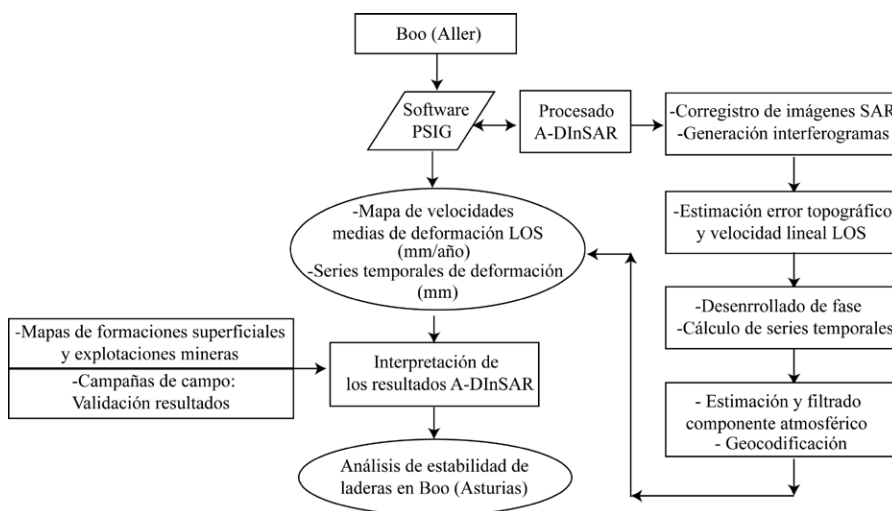 Boo (Aller)
Software
PSIG
Procesado
A-DInSAR
-Corregistro de imágenes SAR
-Generación interferogramas
-Estimación error topográfico
y velocidad lineal LOS
-Desenrrollado de fase
-Cálculo de series temporales
- Estimación y filtrado
componente atmosférico
- Geocodificación
-Mapa de velocidades
medias de deformación LOS
(mm/año)
-Series temporales de deformación
(mm)
-Mapas de formaciones superficiales
y explotaciones mineras
-Campañas de campo:
Validación resultados
Interpretación de
los resultados A-DInSAR
Análisis de estabilidad de
laderas en Boo (Asturias)